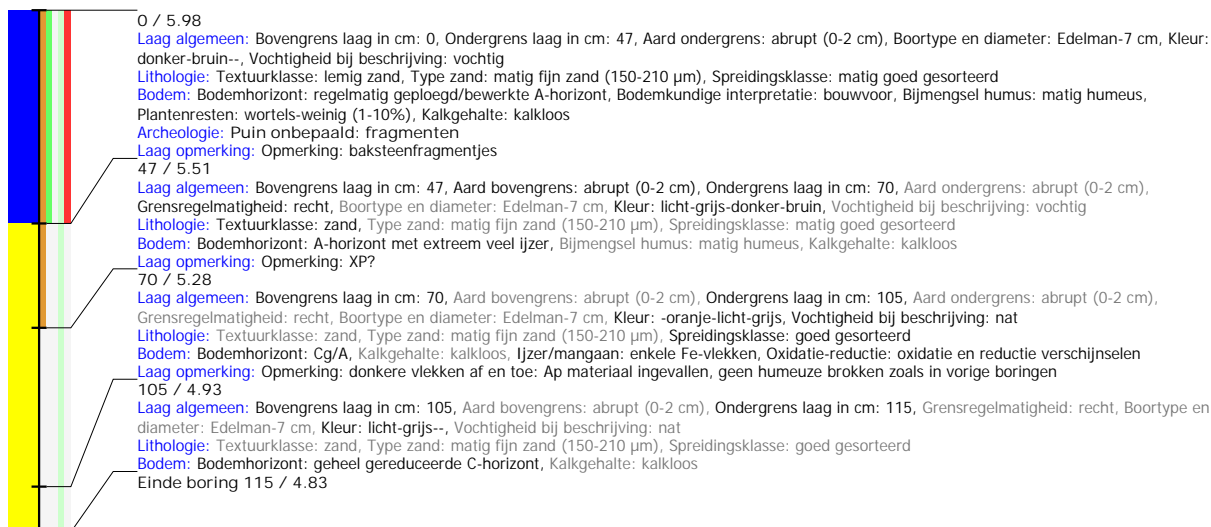 0 / 5.98
Laag algemeen: Bovengrens laag in cm: 0, Ondergrens laag in cm: 47, Aard ondergrens: abrupt (0-2 cm), Boortype en diameter: Edelman-7 cm, Kleur:
donker-bruin--, Vochtigheid bij beschrijving: vochtig
Lithologie: Textuurklasse: lemig zand, Type zand: matig fijn zand (150-210 µm), Spreidingsklasse: matig goed gesorteerd
Bodem: Bodemhorizont: regelmatig geploegd/bewerkte A-horizont, Bodemkundige interpretatie: bouwvoor, Bijmengsel humus: matig humeus,
Plantenresten: wortels-weinig (1-10%), Kalkgehalte: kalkloos
Archeologie: Puin onbepaald: fragmenten
Laag opmerking: Opmerking: baksteenfragmentjes
47 / 5.51
Laag algemeen: Bovengrens laag in cm: 47, Aard bovengrens: abrupt (0-2 cm), Ondergrens laag in cm: 70, Aard ondergrens: abrupt (0-2 cm),
Grensregelmatigheid: recht, Boortype en diameter: Edelman-7 cm, Kleur: licht-grijs-donker-bruin, Vochtigheid bij beschrijving: vochtig
Lithologie: Textuurklasse: zand, Type zand: matig fijn zand (150-210 µm), Spreidingsklasse: matig goed gesorteerd
Bodem: Bodemhorizont: A-horizont met extreem veel ijzer, Bijmengsel humus: matig humeus, Kalkgehalte: kalkloos
Laag opmerking: Opmerking: XP?
70 / 5.28
Laag algemeen: Bovengrens laag in cm: 70, Aard bovengrens: abrupt (0-2 cm), Ondergrens laag in cm: 105, Aard ondergrens: abrupt (0-2 cm),
Grensregelmatigheid: recht, Boortype en diameter: Edelman-7 cm, Kleur: -oranje-licht-grijs, Vochtigheid bij beschrijving: nat
Lithologie: Textuurklasse: zand, Type zand: matig fijn zand (150-210 µm), Spreidingsklasse: goed gesorteerd
Bodem: Bodemhorizont: Cg/A, Kalkgehalte: kalkloos, Ijzer/mangaan: enkele Fe-vlekken, Oxidatie-reductie: oxidatie en reductie verschijnselen
Laag opmerking: Opmerking: donkere vlekken af en toe: Ap materiaal ingevallen, geen humeuze brokken zoals in vorige boringen
105 / 4.93
Laag algemeen: Bovengrens laag in cm: 105, Aard bovengrens: abrupt (0-2 cm), Ondergrens laag in cm: 115, Grensregelmatigheid: recht, Boortype en
diameter: Edelman-7 cm, Kleur: licht-grijs--, Vochtigheid bij beschrijving: nat
Lithologie: Textuurklasse: zand, Type zand: matig fijn zand (150-210 µm), Spreidingsklasse: goed gesorteerd
Bodem: Bodemhorizont: geheel gereduceerde C-horizont, Kalkgehalte: kalkloos
Einde boring 115 / 4.83